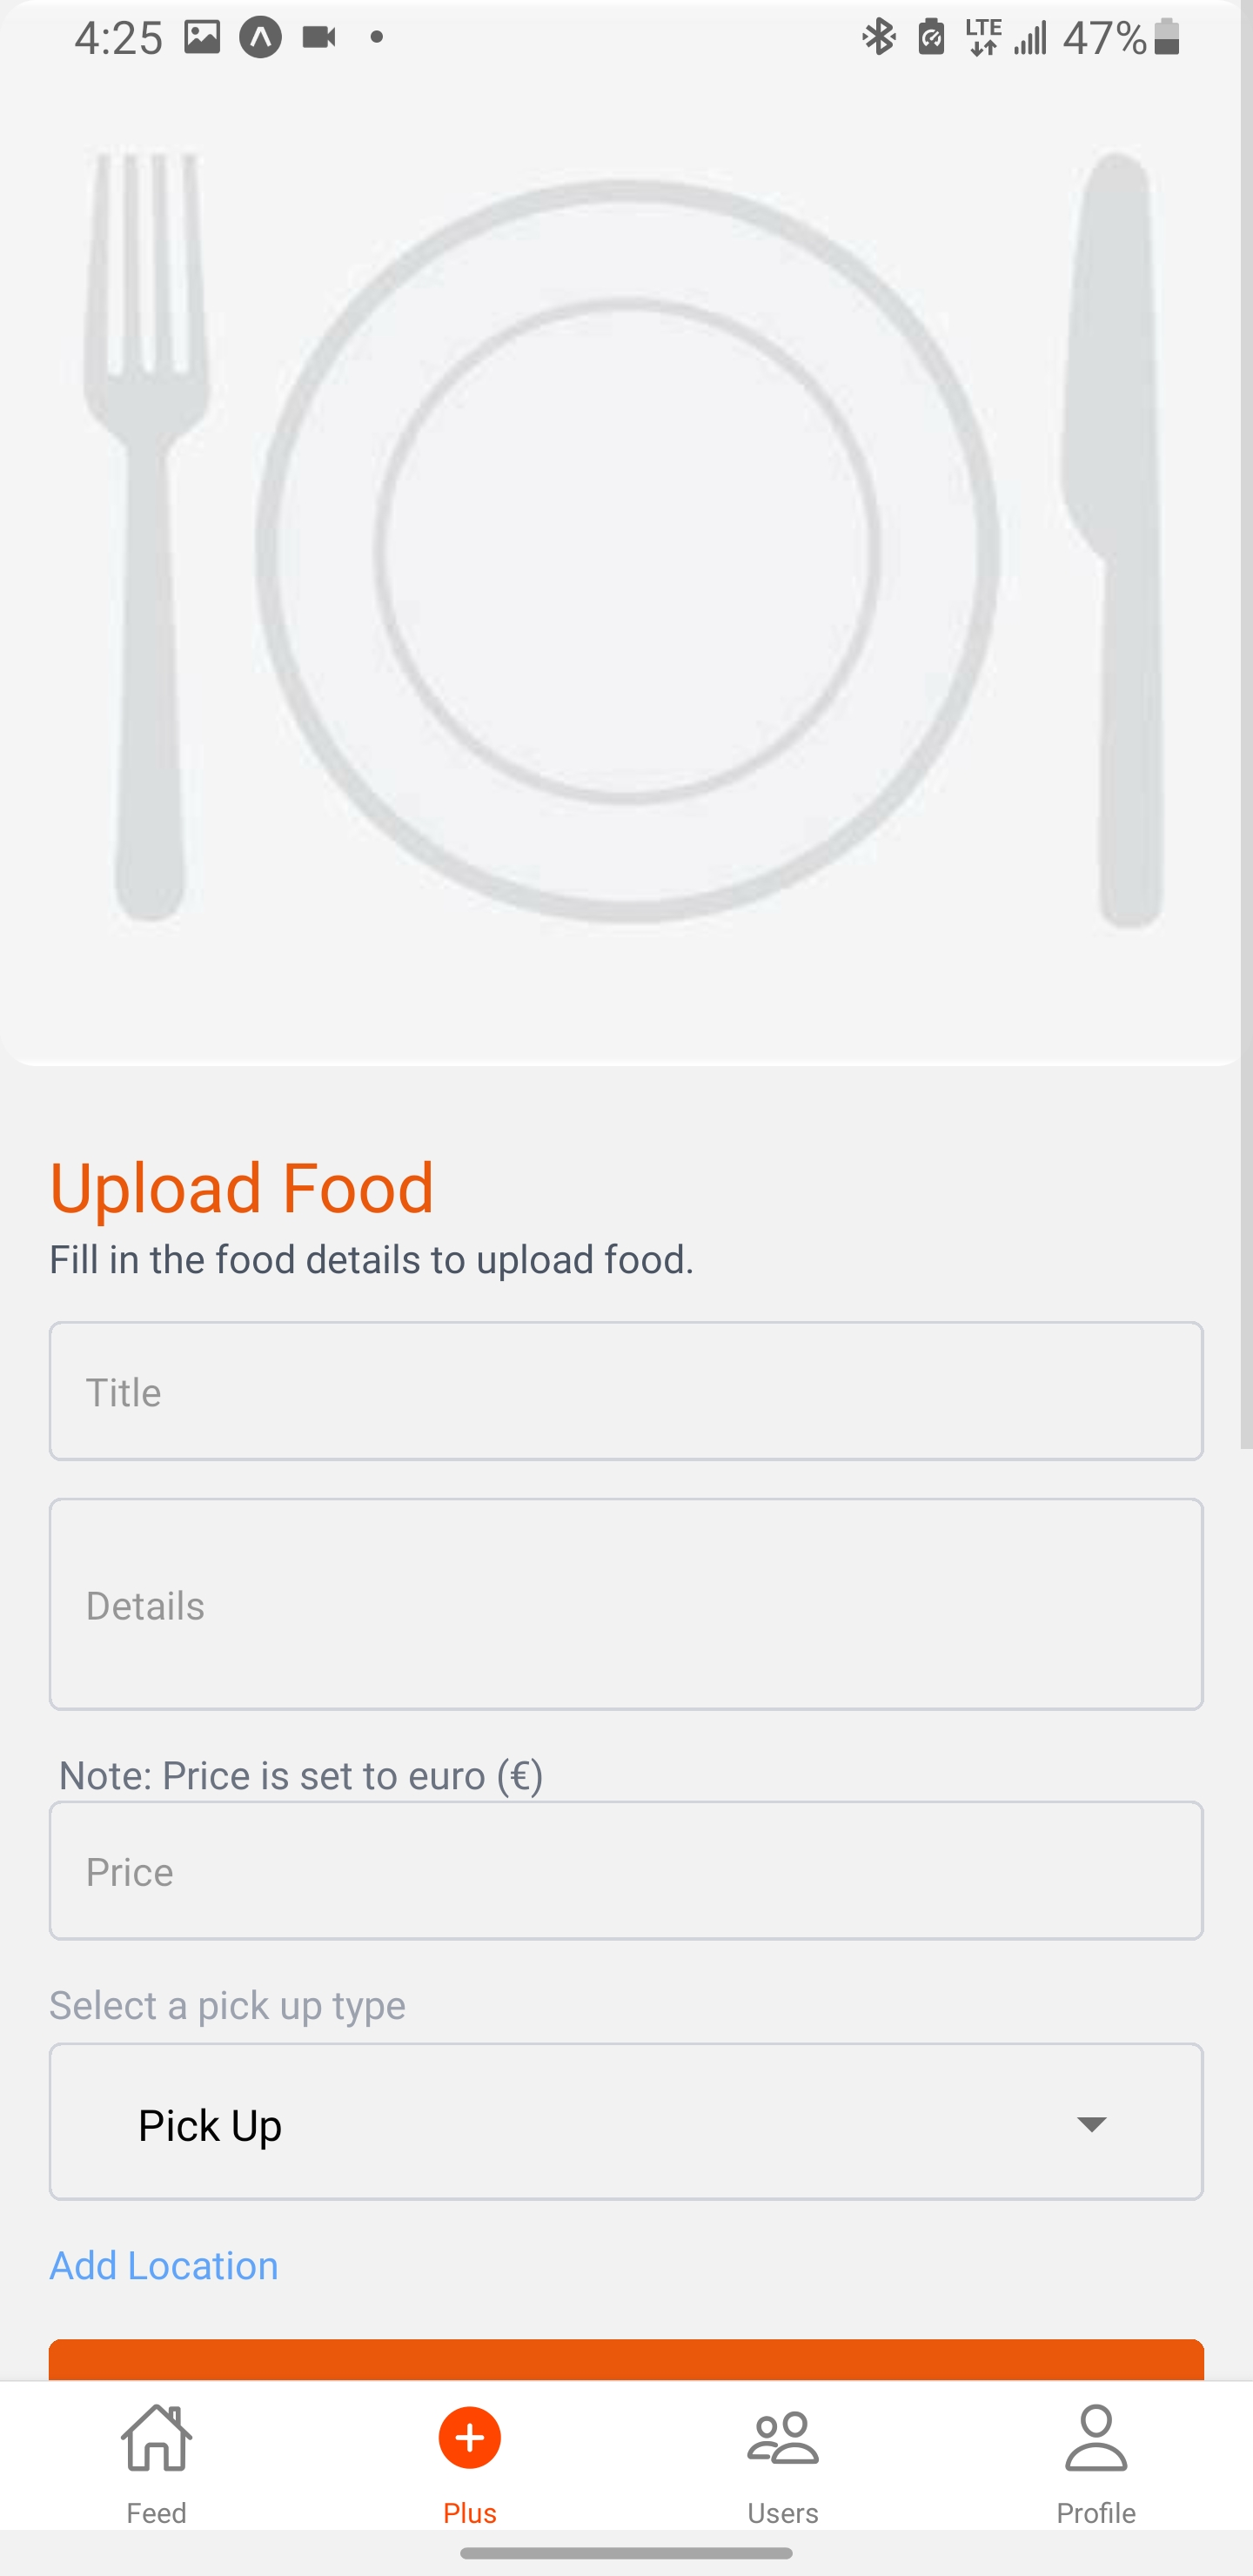 4:25
LTE
47%
Upload Food
Fill in the food details to upload food.
Title
Details
Note: Price is set to euro (€)
Price
Select a pick up type
Pick Up
Add Location
Feed
Plus
Users
Profile